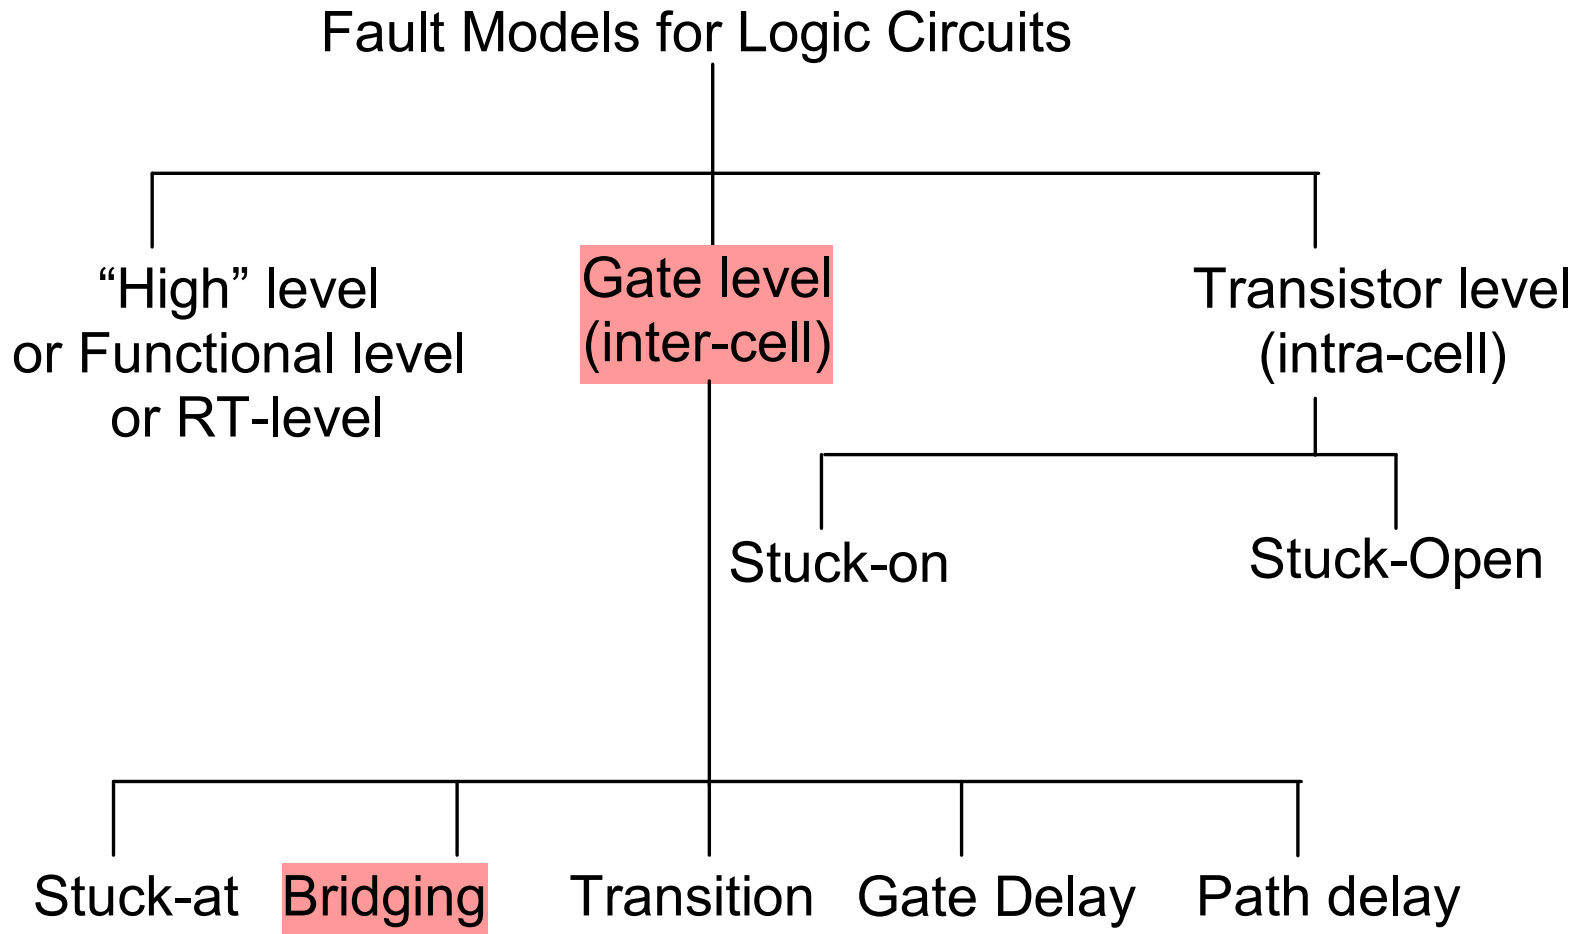 Fault Models for Logic Circuits
“High” level
or Functional level
or RT-level
Gate level
(inter-cell)
Transistor level
(intra-cell)
Stuck-on
Stuck-Open
Stuck-at
Bridging
Transition
Gate Delay
Path delay